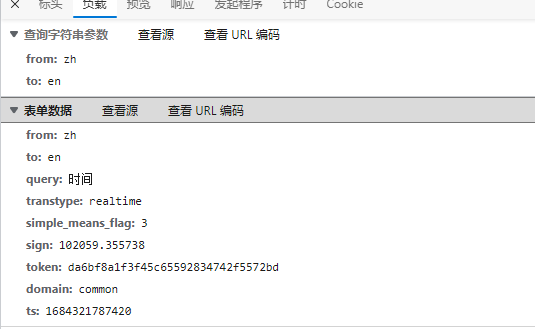 标头 负载 预览 响应 发起程序 计时 Cookie
查询字符串参数 查看源 查看 URL 编码
from: zh
to: en
表单数据 查看源 查看 URL 编码
from: zh
to: en
query: 时间
transtype: realtime
simple_means_flag: 3
sign: 102059.355738
token: da6bf8a1f3f45c65592834742f5572bd
domain: common
ts: 1684321787420